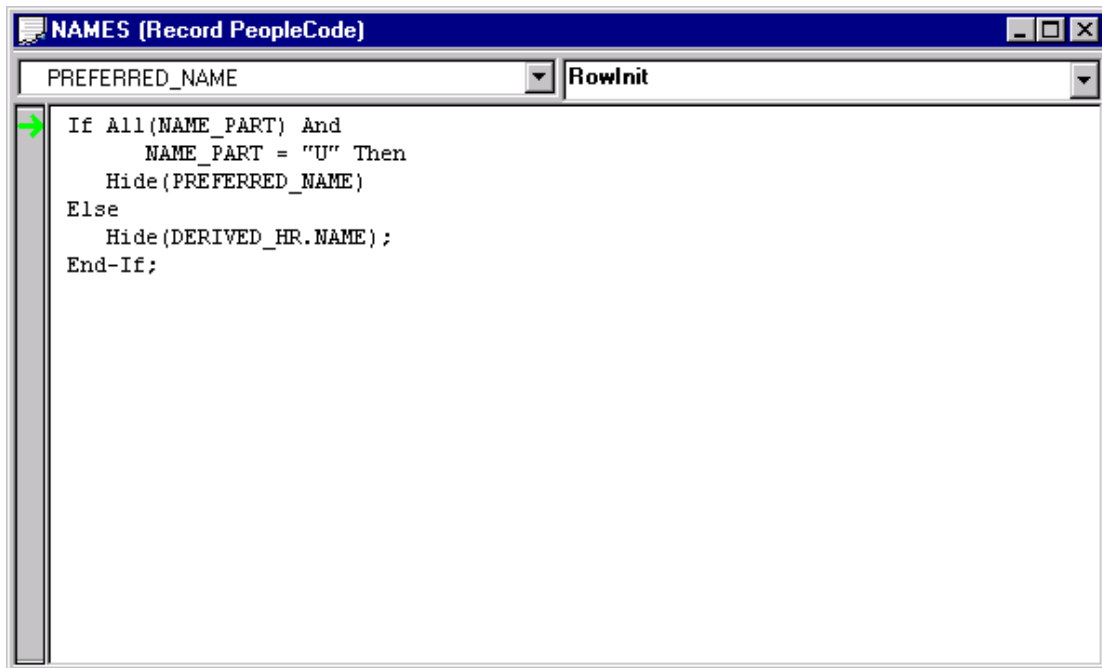 NAMES (Record PeopleCode)
PREFERRED_NAME RowInit
If All(NAME_PART) And
NAME_PART = "U" Then
Hide(PREFERRED_NAME)
Else
Hide(DERIVED_HR.NAME);
End-If;